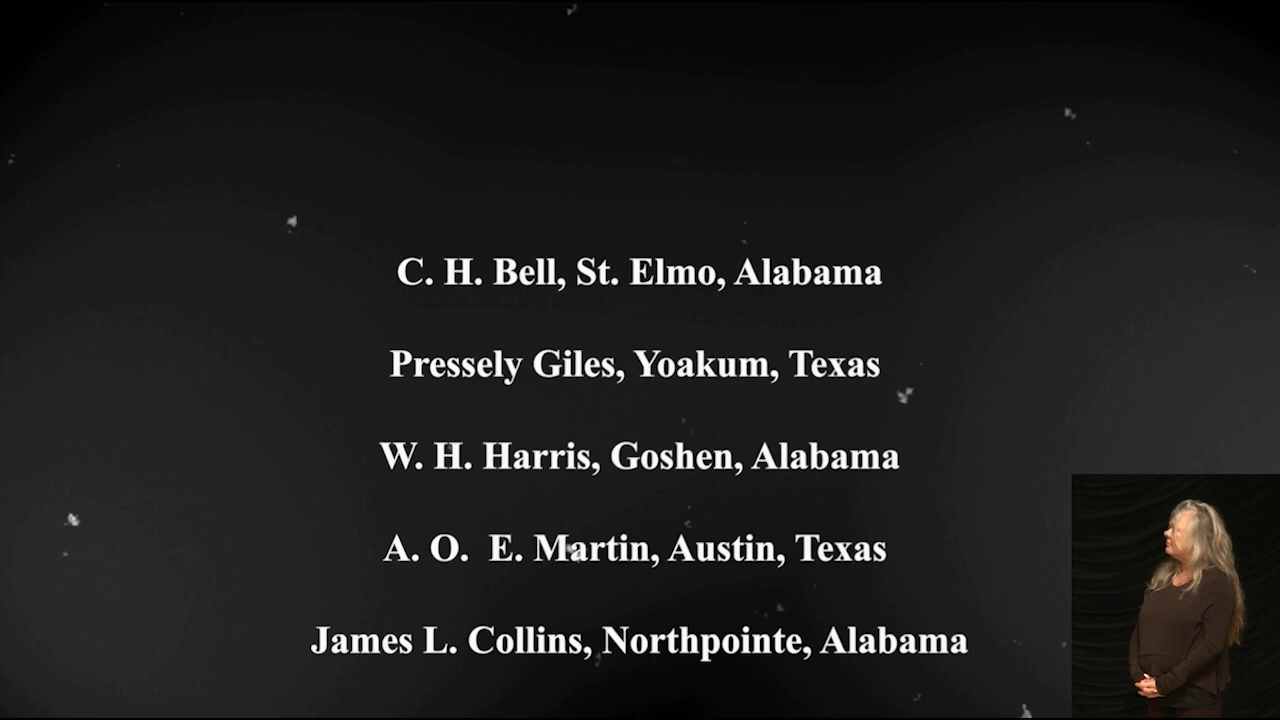 C. H. Bell, St. Elmo, Alabama
Pressely Giles, Yoakum, Texas
W. H. Harris, Goshen, Alabama
A. O.  E. Martin, Austin, Texas
James L. Collins, Northpointe, Alabama